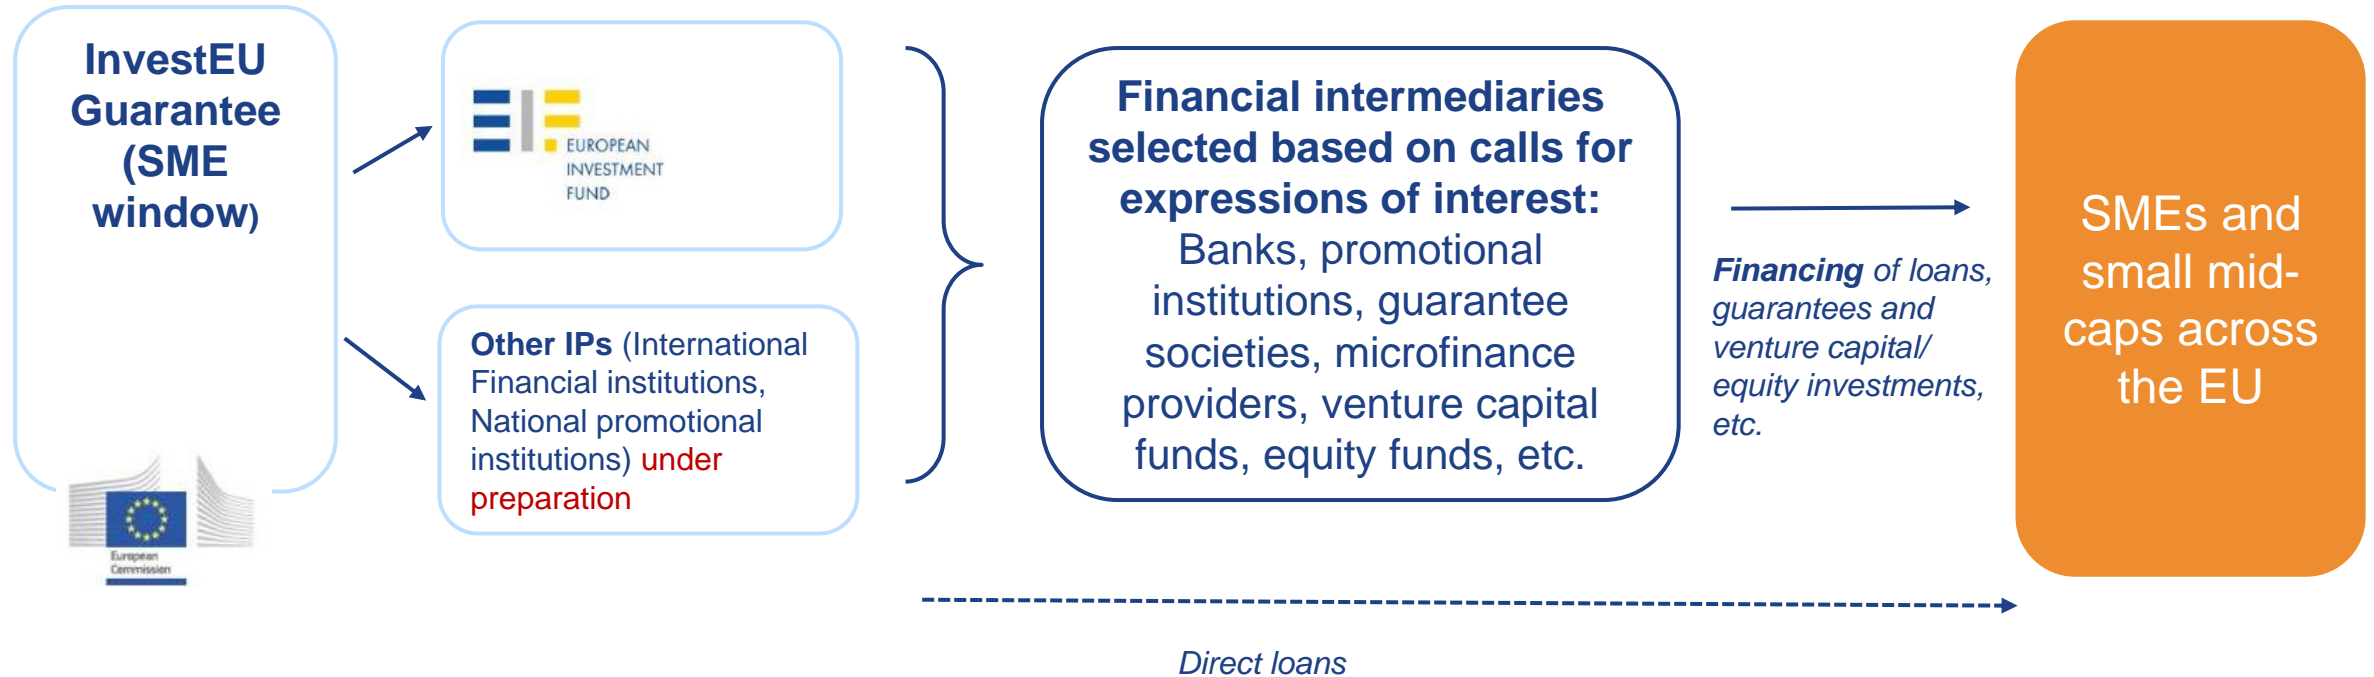 InvestEU
Guarantee
(SME
window)
European
Commission
EUROPEAN
INVESTMENT
FUND
Other IPs (International
Financial institutions,
National promotional
institutions) under
preparation
Financial intermediaries
selected based on calls for
expressions of interest:
Banks, promotional
institutions, guarantee
societies, microfinance
providers, venture capital
funds, equity funds, etc.
Financing of loans,
guarantees and
venture capital/
equity investments,
etc.
SMEs and
small mid-
caps across
the EU
Direct loans